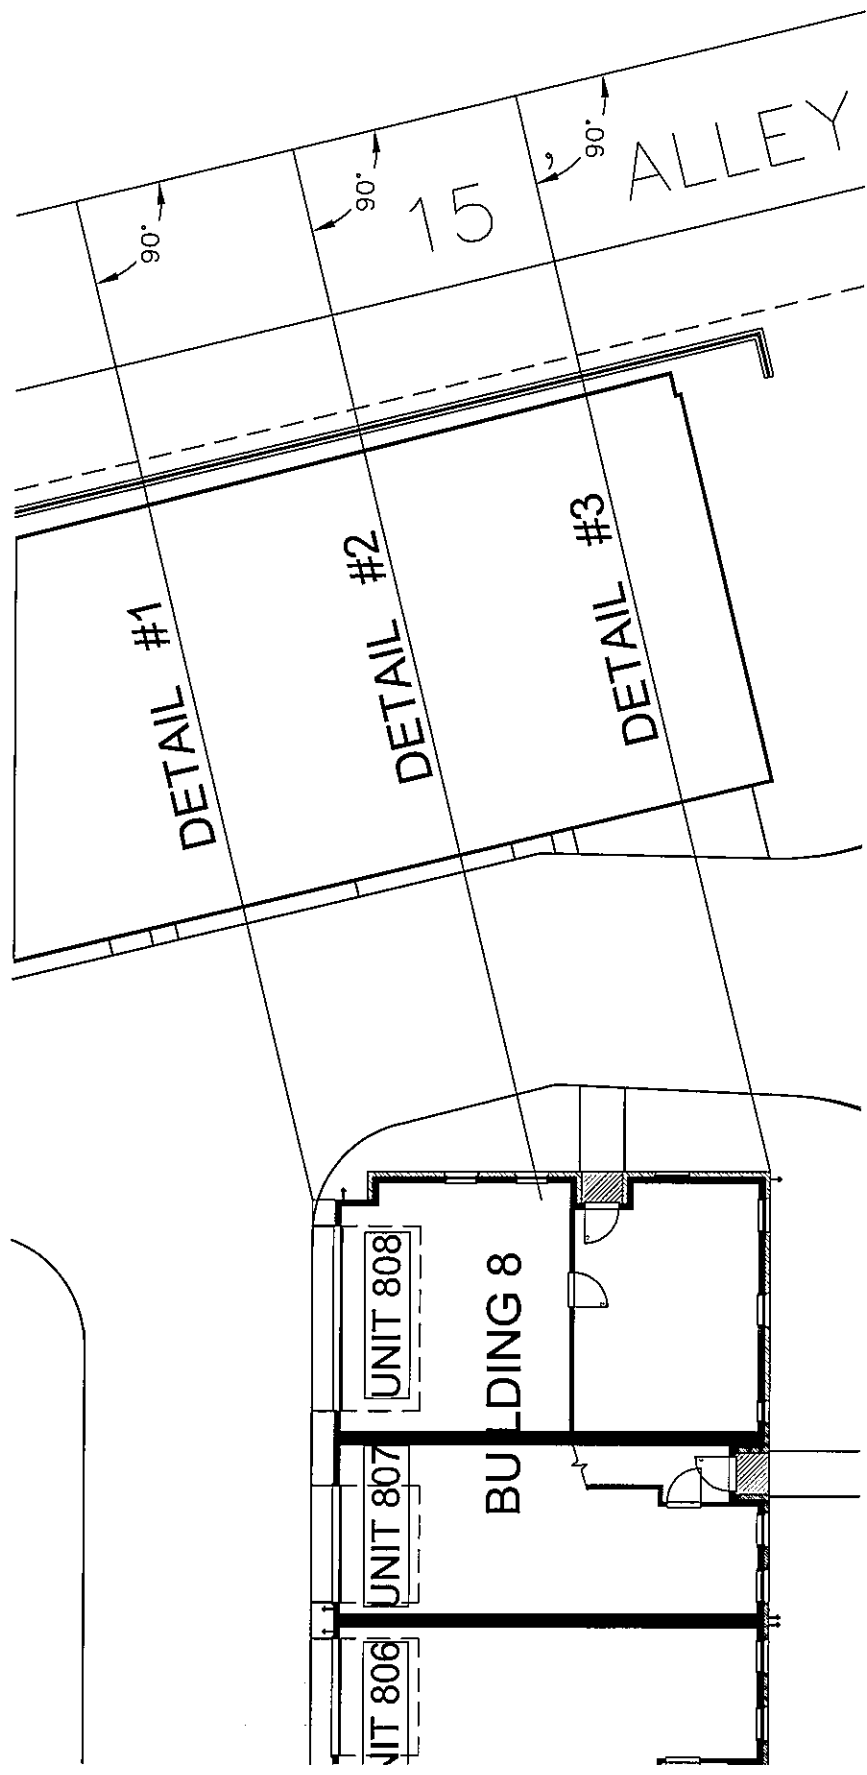 90°
90°
90°
15' ALLEY
DETAIL #1
DETAIL #2
DETAIL #3
UNIT 808
BUILDING 8
UNIT 807
NIT 806